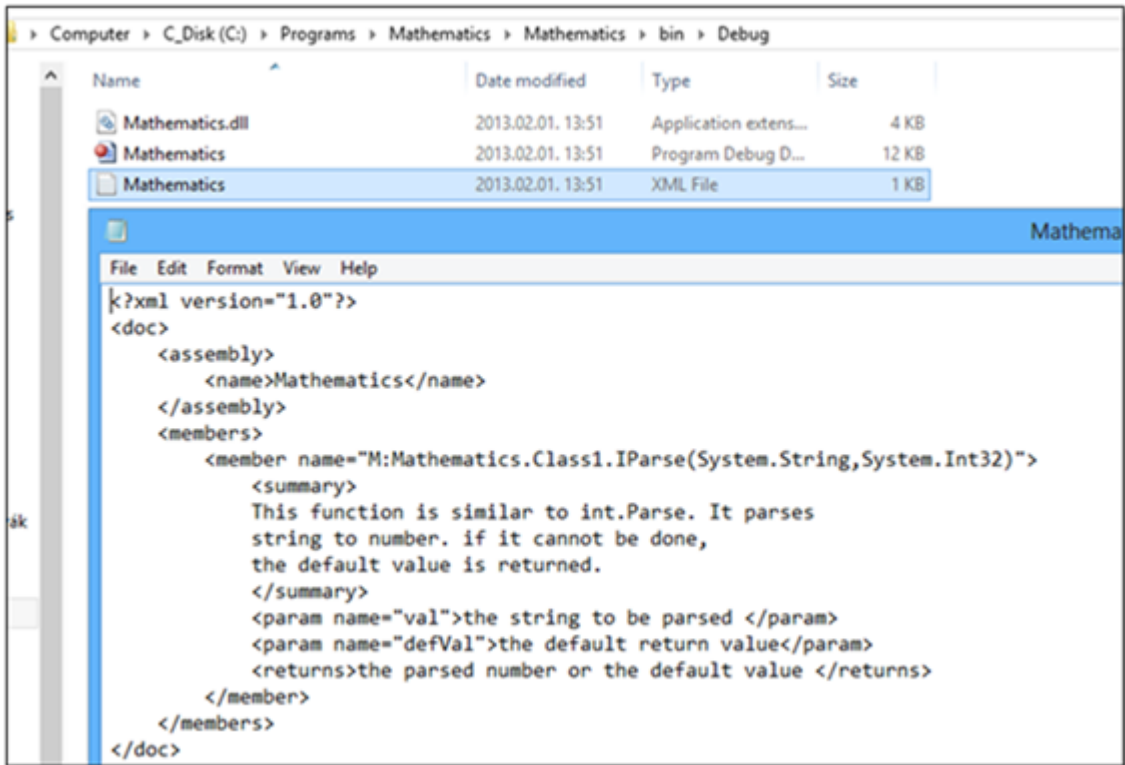 Computer C_Disk (C:) Programs Mathematics Mathematics bin Debug
Name Date modified Type Size
Mathematics.dll 2013.02.01. 13:51 Application extens... 4 KB
Mathematics 2013.02.01. 13:51 Program Debug D... 12 KB
Mathematics 2013.02.01. 13:51 XML File 1 KB
s
Mathema
File Edit Format View Help
<?xml version="1.0"?>
<doc>
    <assembly>
        <name>Mathematics</name>
    </assembly>
    <members>
        <member name="M:Mathematics.Class1.IParse(System.String,System.Int32)">
            <summary>
            This function is similar to int.Parse. It parses
            string to number. if it cannot be done,
            the default value is returned.
            </summary>
            <param name="val">the string to be parsed </param>
            <param name="defVal">the default return value</param>
            <returns>the parsed number or the default value </returns>
        </member>
    </members>
</doc>
rák